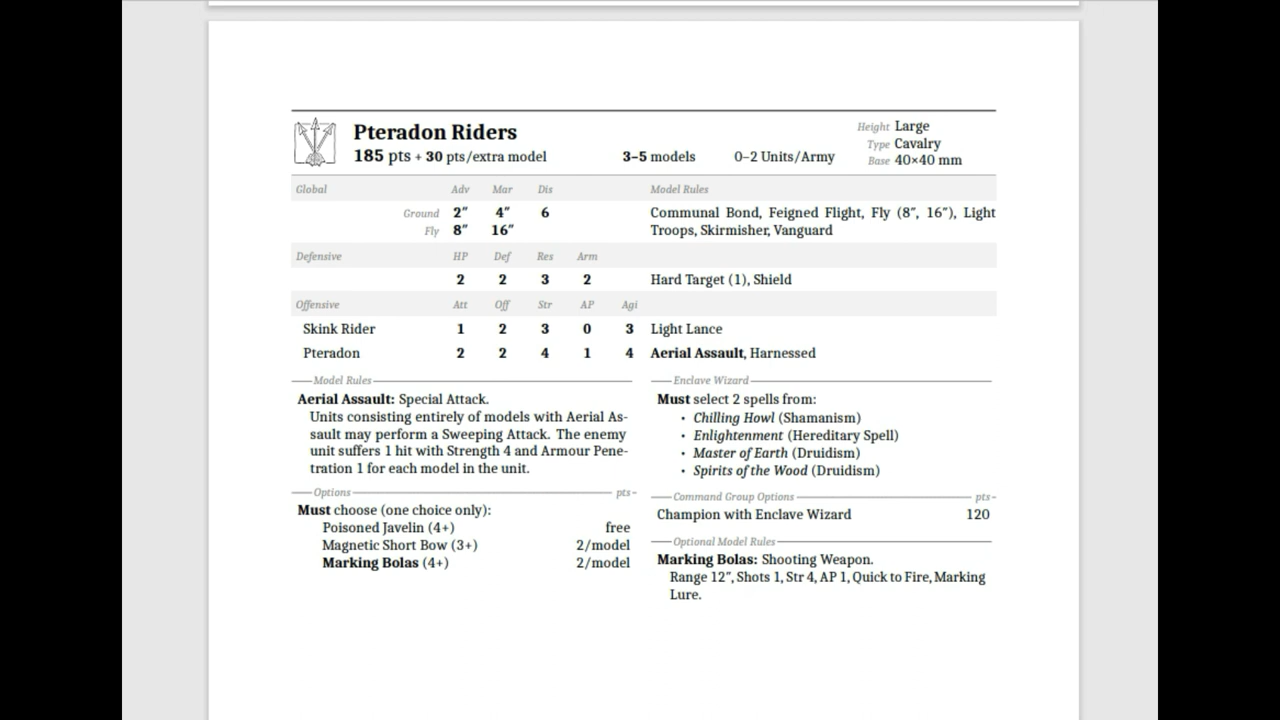 Pteradon Riders
185 pts + 30 pts/extra model
3–5 models
0–2 Units/Army
Height Large
Type Cavalry
Base 40×40 mm
Global Adv Mar Dis Model Rules
Ground 2″ 4″ 6 Communal Bond, Feigned Flight, Fly (8″, 16″), Light
Fly 8″ 16″ Troops, Skirmisher, Vanguard
Defensive HP Def Res Arm
2 2 3 2 Hard Target (1), Shield
Offensive Att Off Str AP Agi
Skink Rider 1 2 3 0 3 Light Lance
Pteradon 2 2 4 1 4 Aerial Assault, Harnessed
Model Rules
Aerial Assault: Special Attack.
Units consisting entirely of models with Aerial As-
sault may perform a Sweeping Attack. The enemy
unit suffers 1 hit with Strength 4 and Armour Pene-
tration 1 for each model in the unit.
Options pts
Must choose (one choice only):
Poisoned Javelin (4+) free
Magnetic Short Bow (3+) 2/model
Marking Bolas (4+) 2/model
Enclave Wizard
Must select 2 spells from:
• Chilling Howl (Shamanism)
• Enlightenment (Hereditary Spell)
• Master of Earth (Druidism)
• Spirits of the Wood (Druidism)
Command Group Options pts
Champion with Enclave Wizard 120
Optional Model Rules
Marking Bolas: Shooting Weapon.
Range 12″, Shots 1, Str 4, AP 1, Quick to Fire, Marking
Lure.